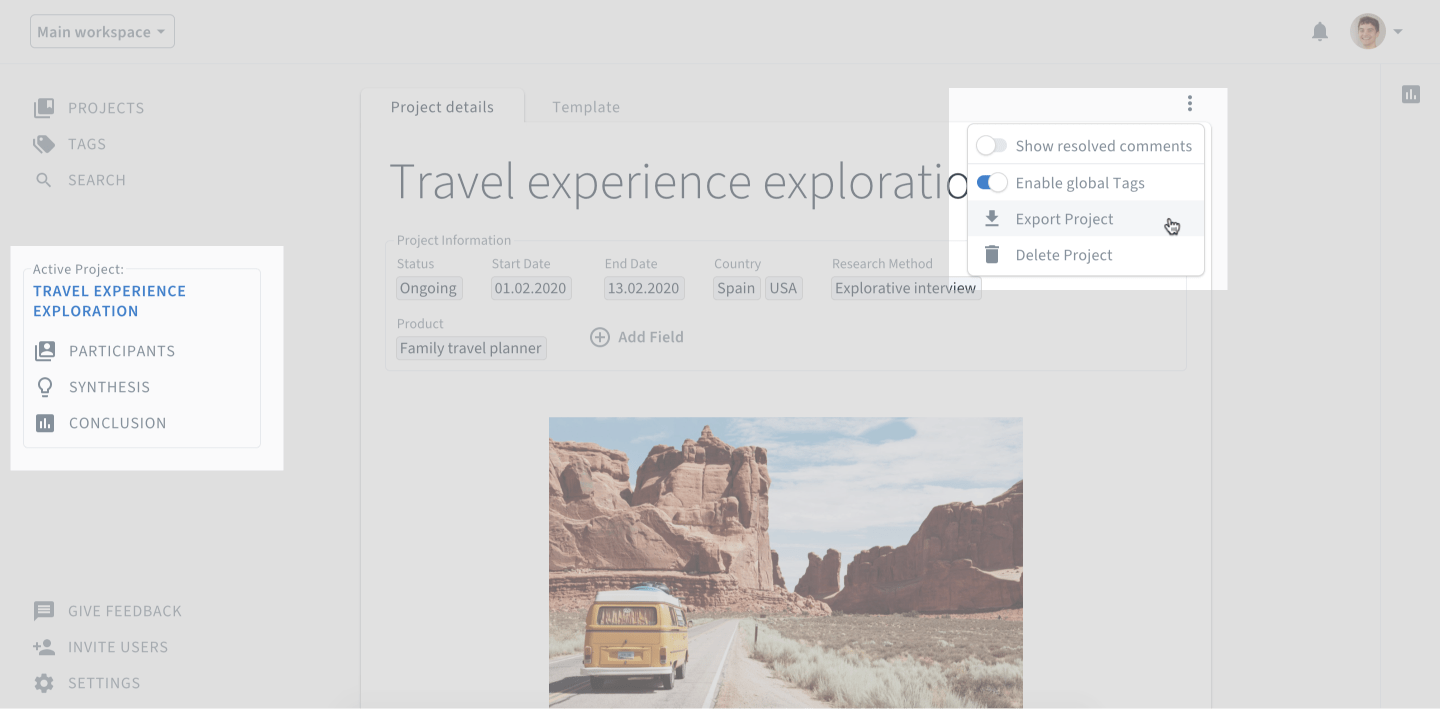 Main workspace
PROJECTS
TAGS
SEARCH
Active Project:
TRAVEL EXPERIENCE
EXPLORATION
PARTICIPANTS
SYNTHESIS
CONCLUSION
GIVE FEEDBACK
INVITE USERS
SETTINGS
Project details
Template
Travel experience exploratio
Project Information
Status
Start Date
End Date
Country
Research Method
Ongoing
01.02.2020
13.02.2020
Spain
USA
Explorative interview
Product
Family travel planner
Add Field
Show resolved comments
Enable global Tags
Export Project
Delete Project